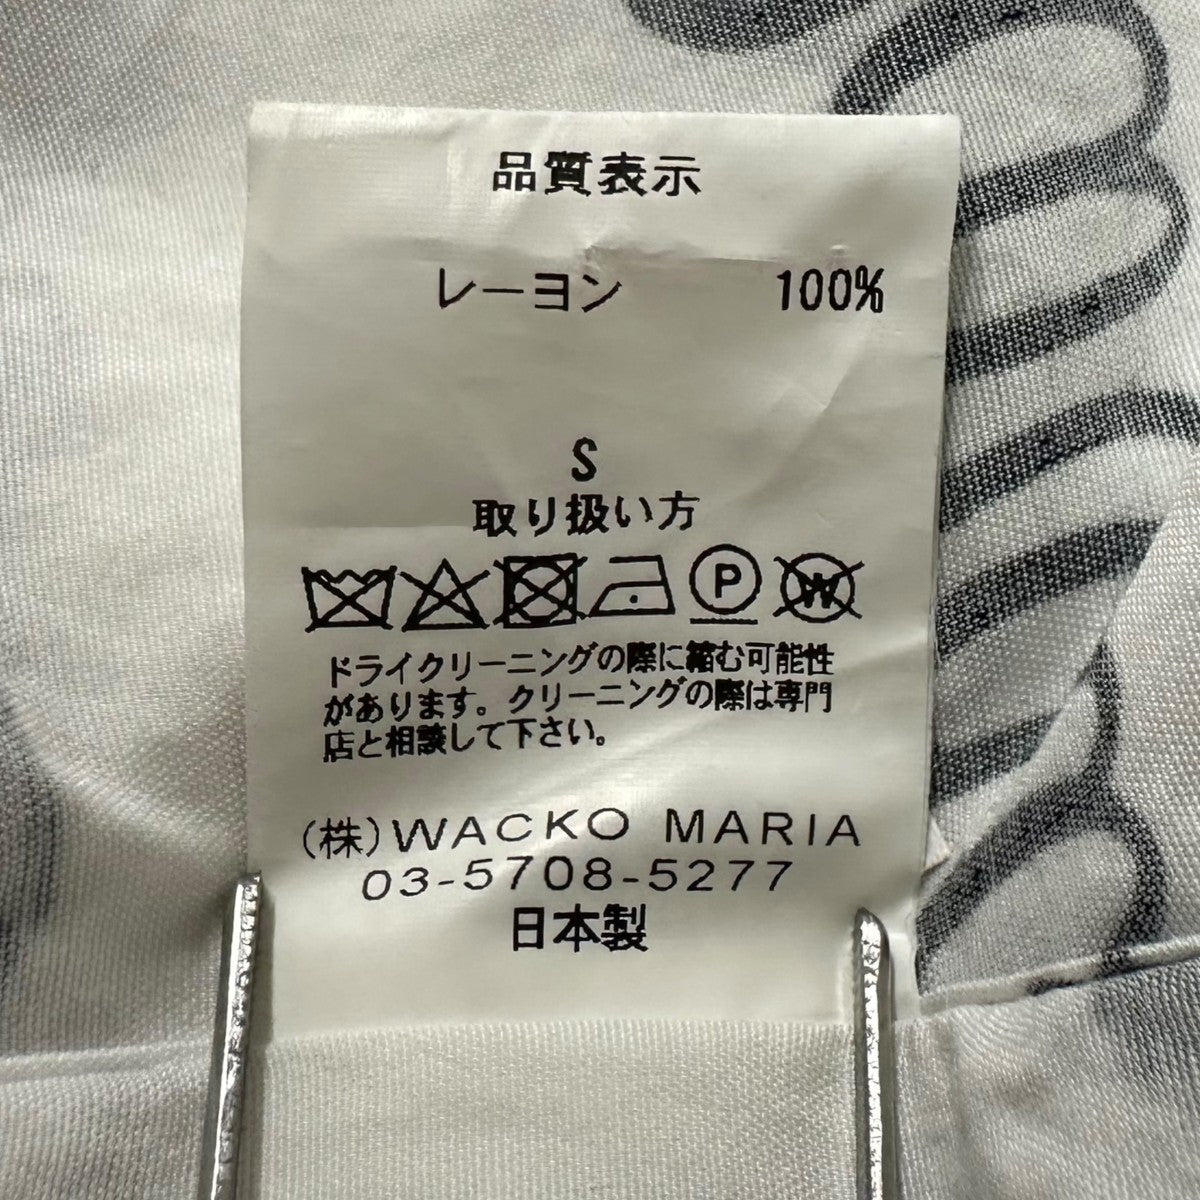 品質表示
レーヨン 100%
S
取り扱い方
P W
ドライクリーニングの際に縮む可能性
があります。クリーニングの際は専門
店と相談して下さい。
(株)WACKO MARIA
03-5708-5277
日本製